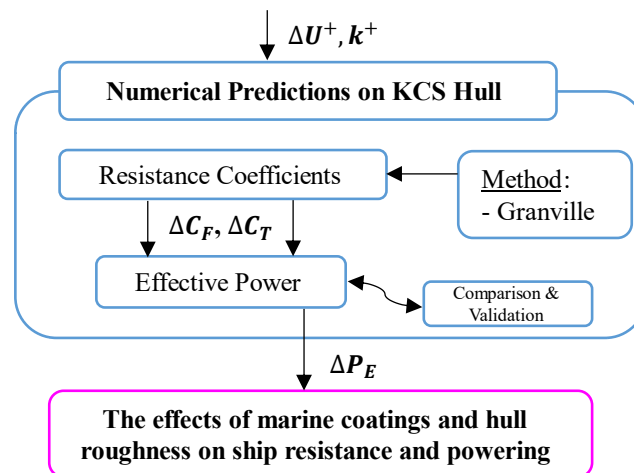 ΔU⁺, k⁺
Numerical Predictions on KCS Hull
Resistance Coefficients
Method:
- Granville
ΔC_F, ΔC_T
Effective Power
Comparison &
Validation
ΔP_E
The effects of marine coatings and hull
roughness on ship resistance and powering